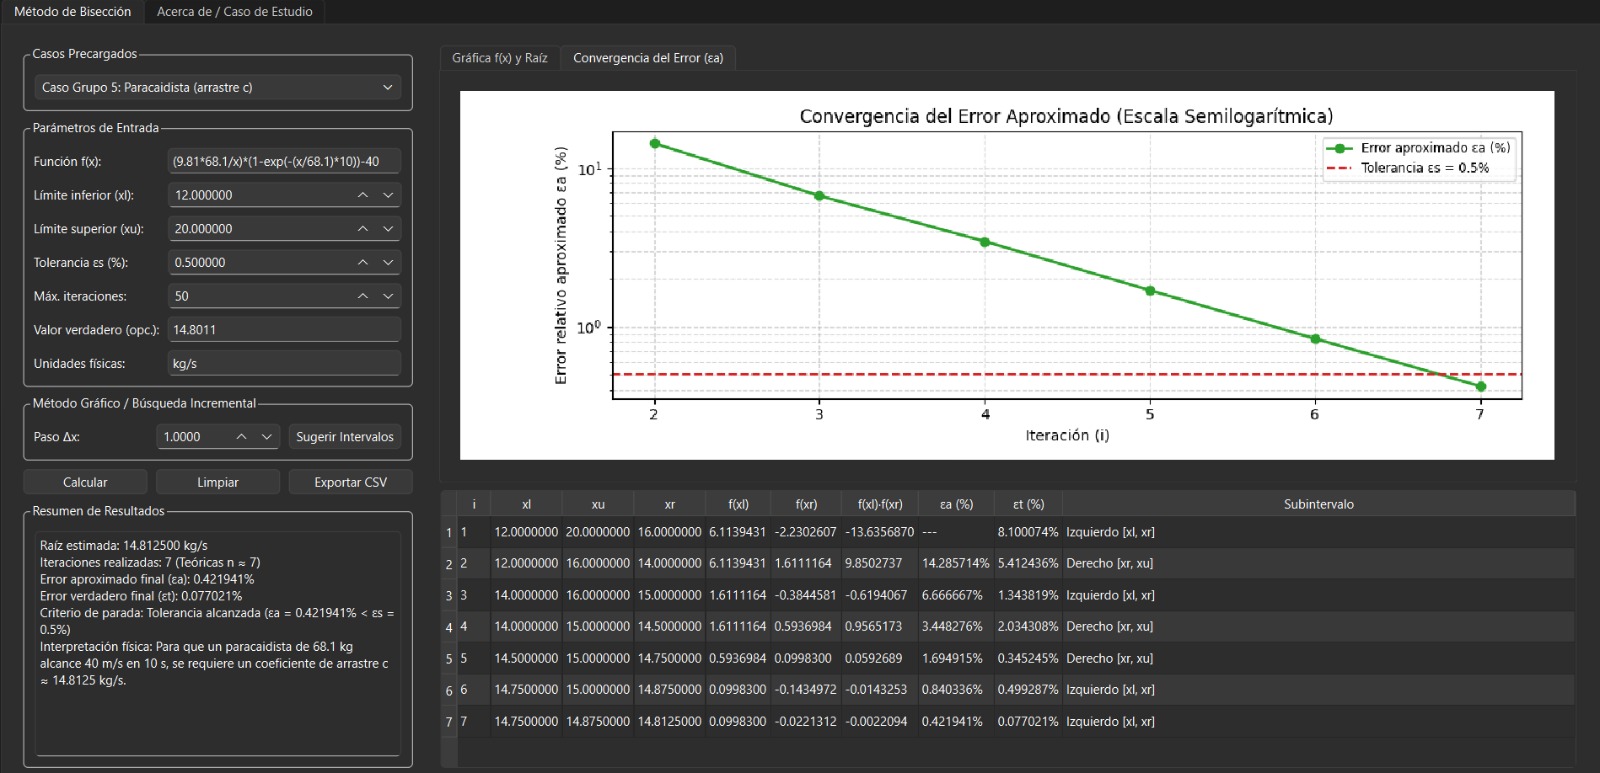 Método de Bisección
Acerca de / Caso de Estudio
Casos Precargados
Caso Grupo 5: Paracaidista (arrastre c)
Parámetros de Entrada
Función f(x): (9.81*68.1/x)*(1-exp(-(x/68.1)*10))-40
Límite inferior (xl): 12.000000
Límite superior (xu): 20.000000
Tolerancia εs (%): 0.500000
Máx. iteraciones: 50
Valor verdadero (opc.): 14.8011
Unidades físicas: kg/s
Método Gráfico / Búsqueda Incremental
Paso Δx: 1.0000 Sugerir Intervalos
Calcular Limpiar Exportar CSV
Resumen de Resultados
Raíz estimada: 14.812500 kg/s
Iteraciones realizadas: 7 (Teóricas n ≈ 7)
Error aproximado final (εa): 0.421941%
Error verdadero final (εt): 0.077021%
Criterio de parada: Tolerancia alcanzada (εa = 0.421941% < εs =
0.5%)
Interpretación física: Para que un paracaidista de 68.1 kg
alcance 40 m/s en 10 s, se requiere un coeficiente de arrastre c
≈ 14.8125 kg/s.
Gráfica f(x) y Raíz
Convergencia del Error (εa)
Convergencia del Error Aproximado (Escala Semilogarítmica)
Error relativo aproximado εa (%)
10¹
10⁰
Error aproximado εa (%)
Tolerancia εs = 0.5%
2 3 4 5 6 7
Iteración (i)
i xl xu xr f(xl) f(xr) f(xl)·f(xr) εa (%) εt (%) Subintervalo
1 1 12.0000000 20.0000000 16.0000000 6.1139431 -2.2302607 -13.6356870 --- 8.100074% Izquierdo [xl, xr]
2 2 12.0000000 16.0000000 14.0000000 6.1139431 1.6111164 9.8502737 14.285714% 5.412436% Derecho [xr, xu]
3 3 14.0000000 16.0000000 15.0000000 1.6111164 -0.3844581 -0.6194067 6.666667% 1.343819% Izquierdo [xl, xr]
4 4 14.0000000 15.0000000 14.5000000 1.6111164 0.5936984 0.9565173 3.448276% 2.034308% Derecho [xr, xu]
5 5 14.5000000 15.0000000 14.7500000 0.5936984 0.0998300 0.0592689 1.694915% 0.345245% Derecho [xr, xu]
6 6 14.7500000 15.0000000 14.8750000 0.0998300 -0.1434972 -0.0143253 0.840336% 0.499287% Izquierdo [xl, xr]
7 7 14.7500000 14.8750000 14.8125000 0.0998300 -0.0221312 -0.0022094 0.421941% 0.077021% Izquierdo [xl, xr]